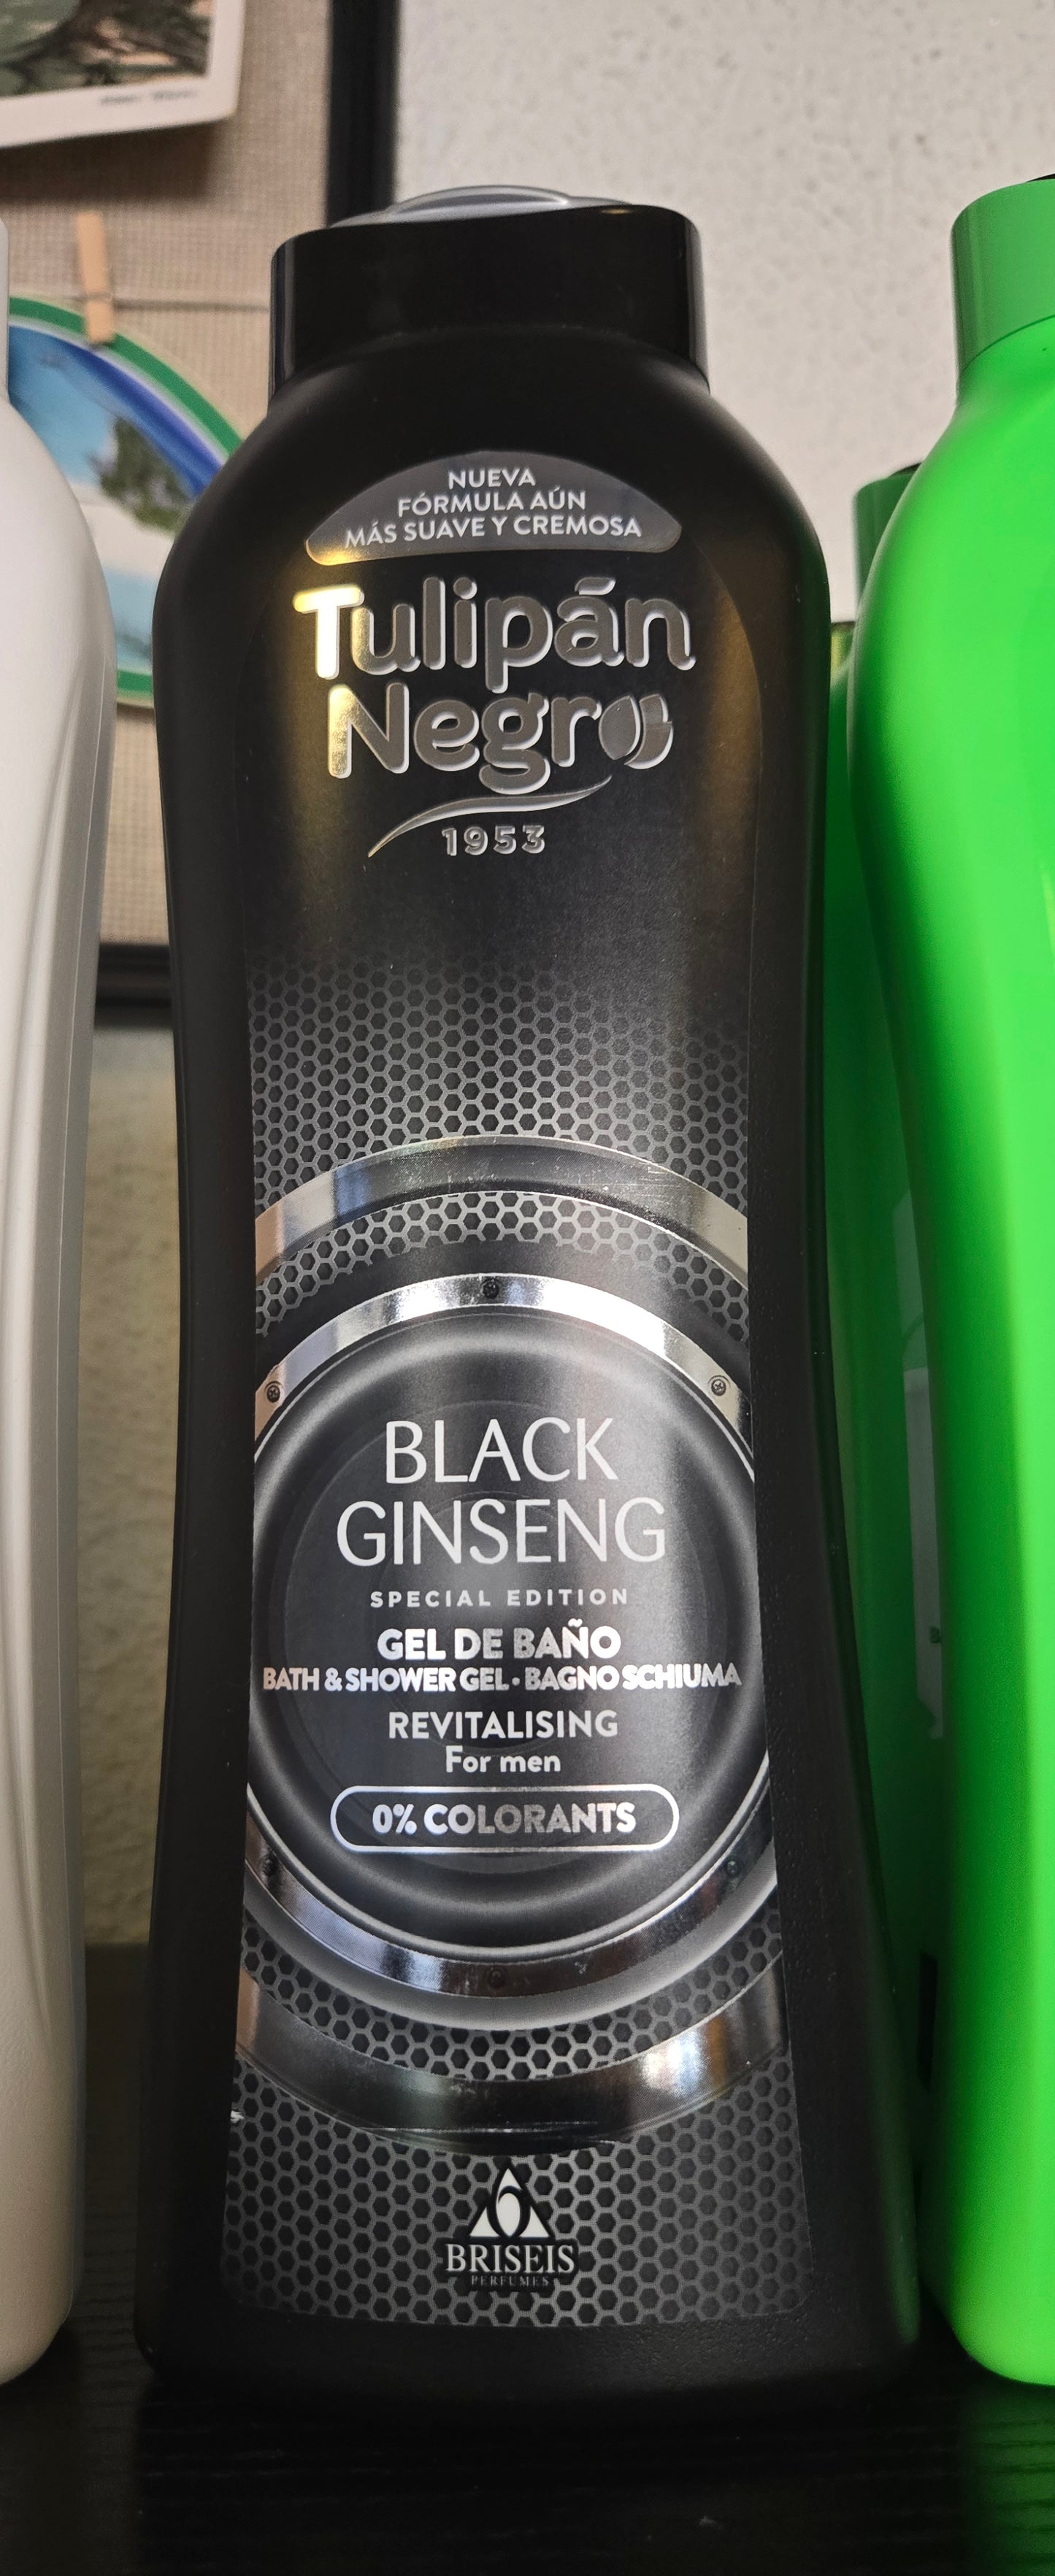 NUEVA
FÓRMULA AÚN
MÁS SUAVE Y CREMOSA
Tulipán
Negro
1953
BLACK
GINSENG
SPECIAL EDITION
GEL DE BAÑO
BATH & SHOWER GEL • BAGNO SCHIUMA
REVITALISING
For men
0% COLORANTS
BRISEIS
PERFUMES